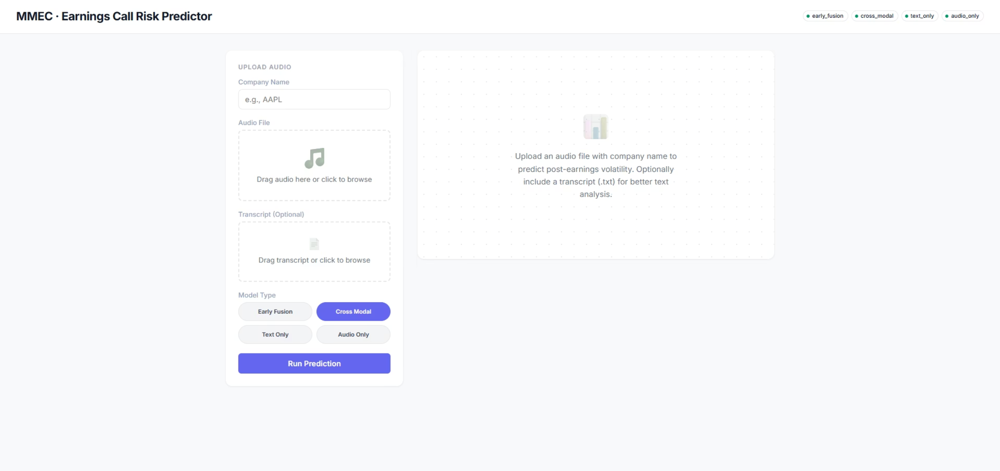 MMEC · Earnings Call Risk Predictor
early_fusion
cross_modal
text_only
audio_only
UPLOAD AUDIO
Company Name
e.g., AAPL
Audio File
Drag audio here or click to browse
Transcript (Optional)
Drag transcript or click to browse
Model Type
Early Fusion
Cross Modal
Text Only
Audio Only
Run Prediction
Upload an audio file with company name to
predict post-earnings volatility. Optionally
include a transcript (.txt) for better text
analysis.